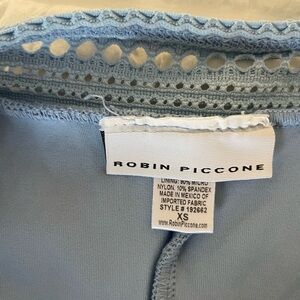 ROBIN PICCONE
LINING: 90% MICRO
NYLON, 10% SPANDEX
MADE IN MEXICO OF
IMPORTED FABRIC
STYLE # 192662
XS
www.RobinPiccone.com